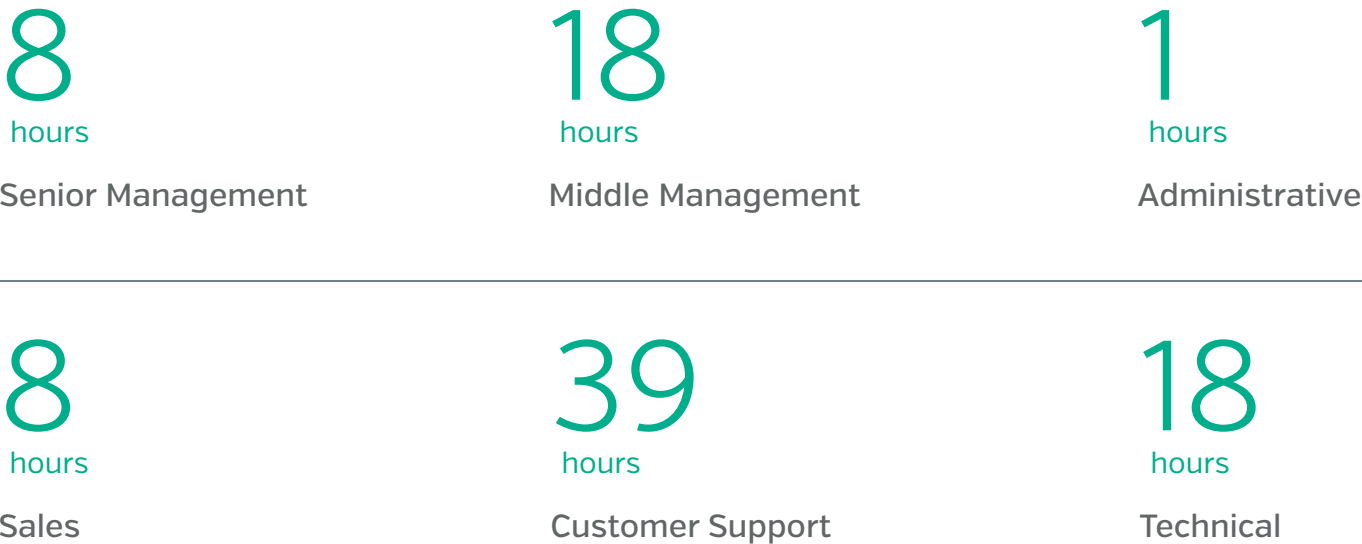 8
hours
Senior Management
18
hours
Middle Management
1
hours
Administrative
8
hours
Sales
39
hours
Customer Support
18
hours
Technical